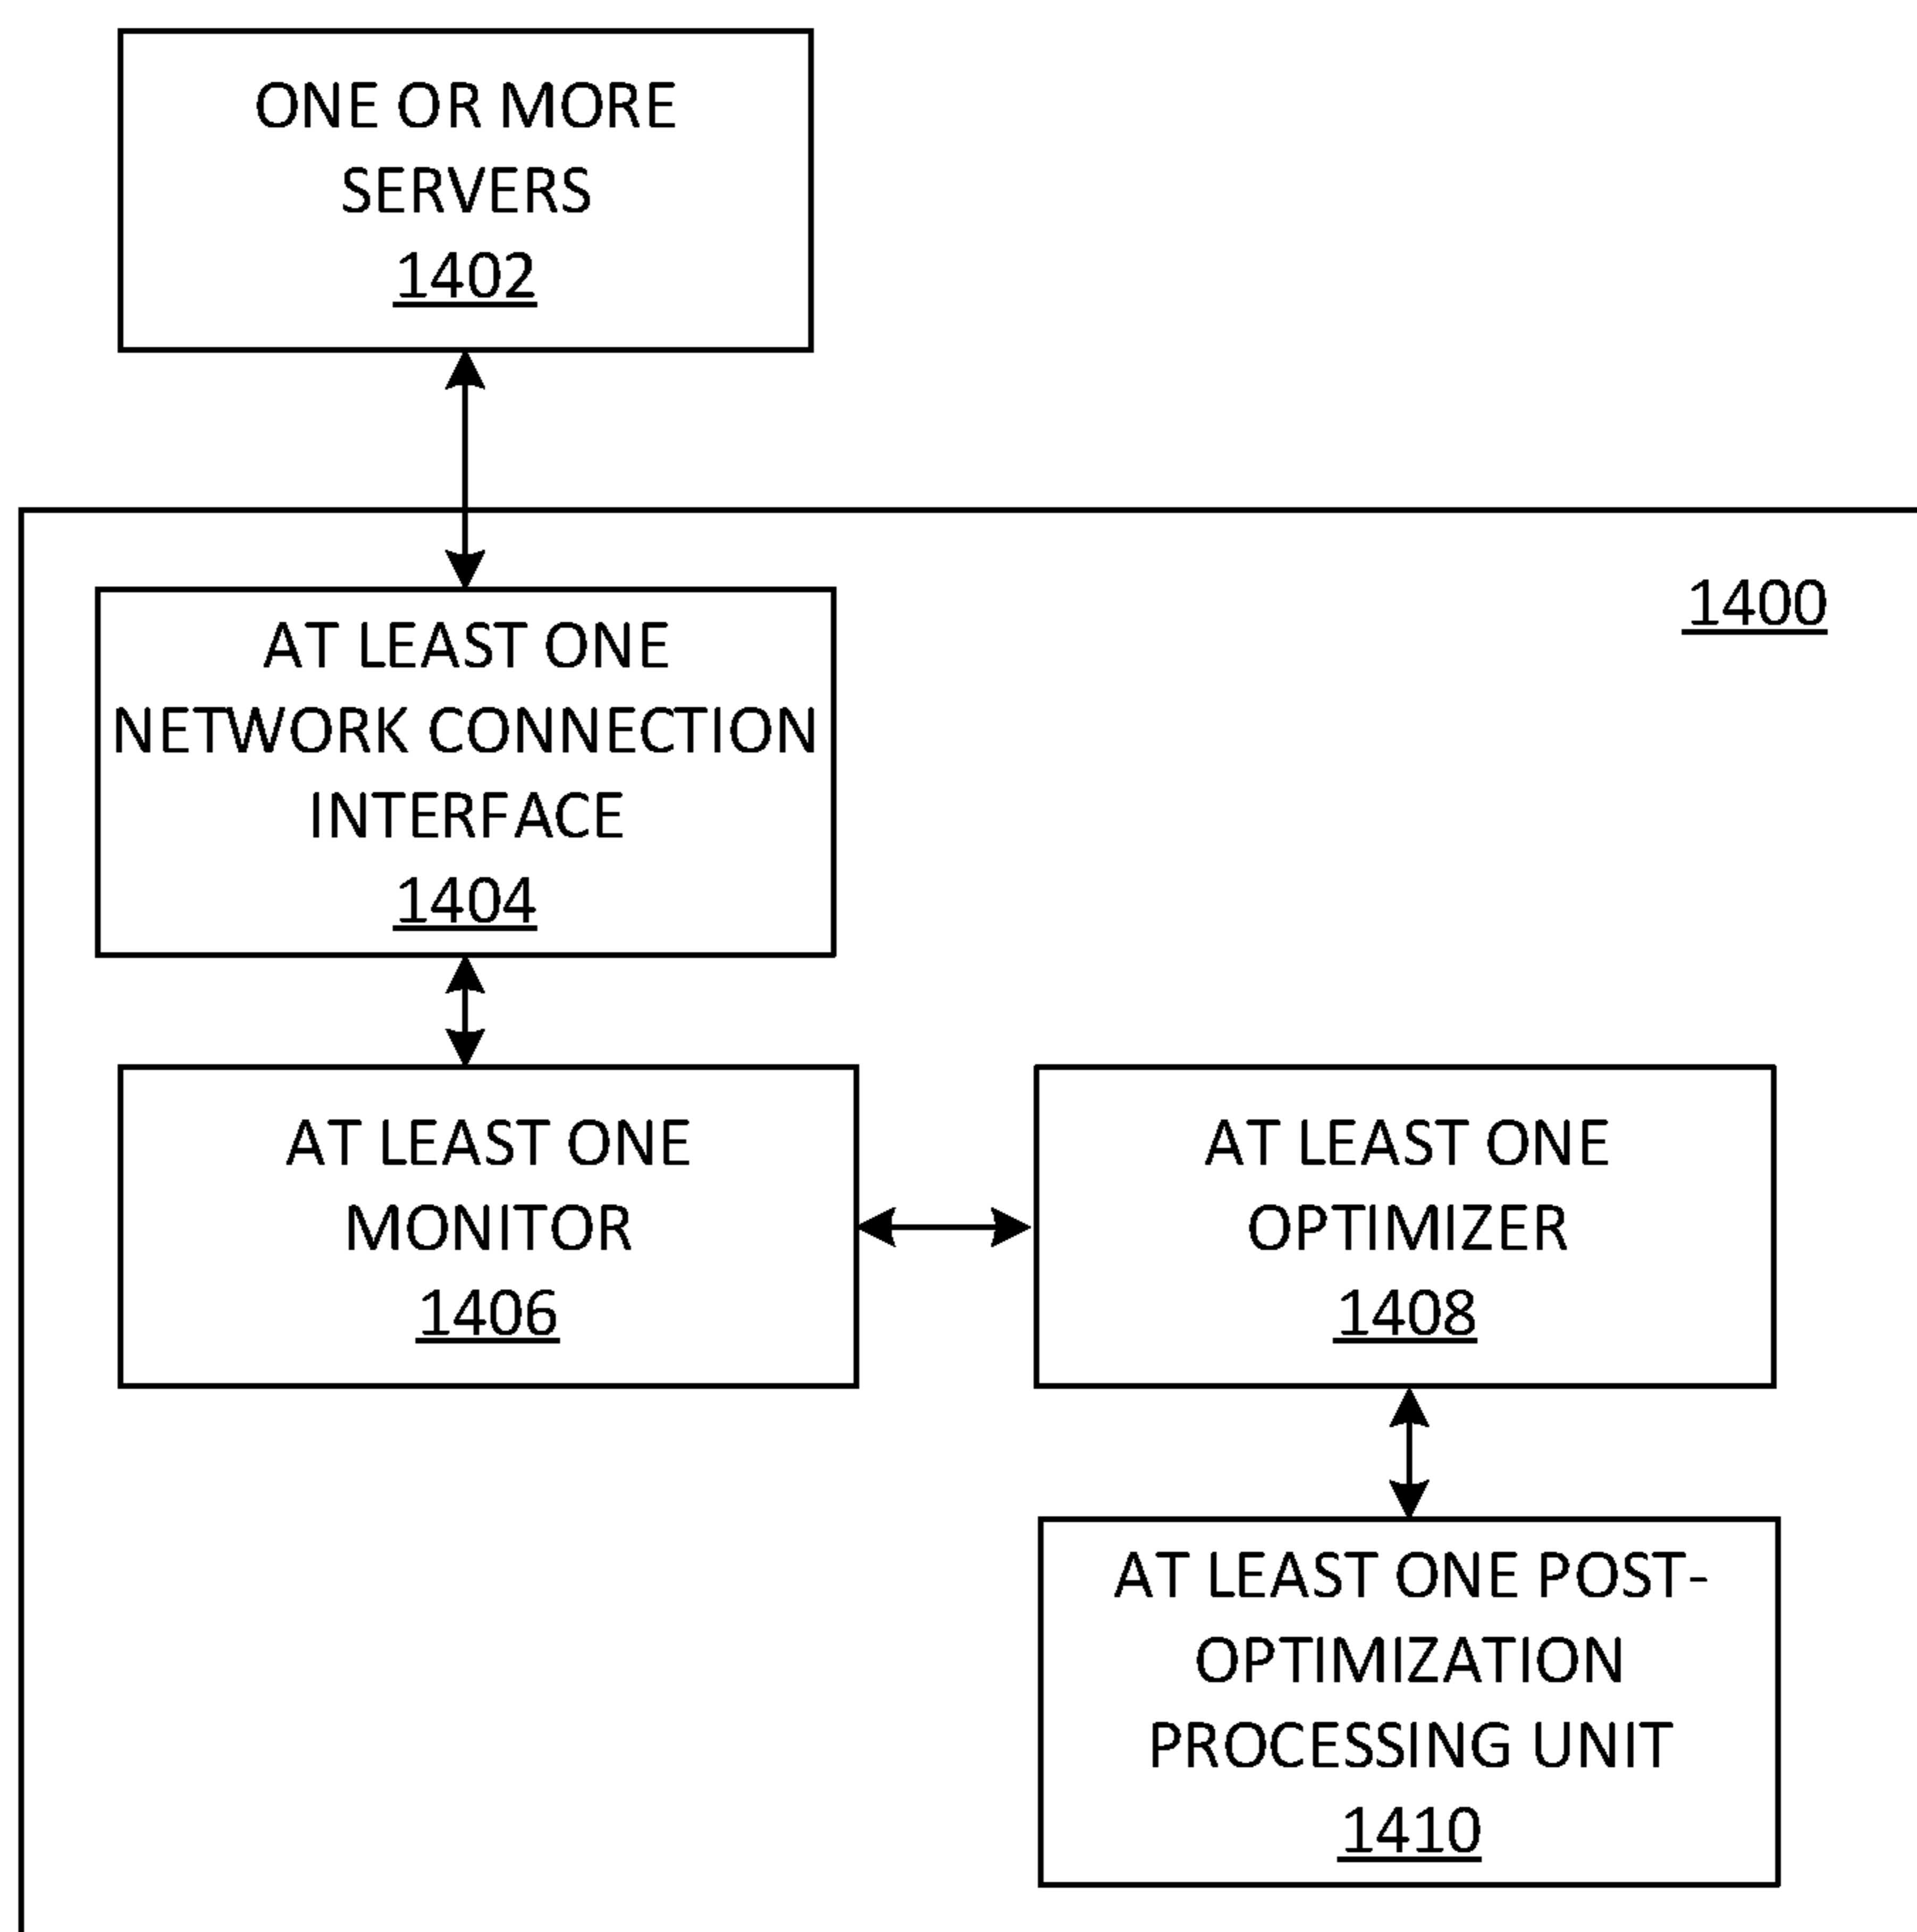 ONE OR MORE
SERVERS
1402
1400
AT LEAST ONE
NETWORK CONNECTION
INTERFACE
1404
AT LEAST ONE
MONITOR
1406
AT LEAST ONE
OPTIMIZER
1408
AT LEAST ONE POST-
OPTIMIZATION
PROCESSING UNIT
1410